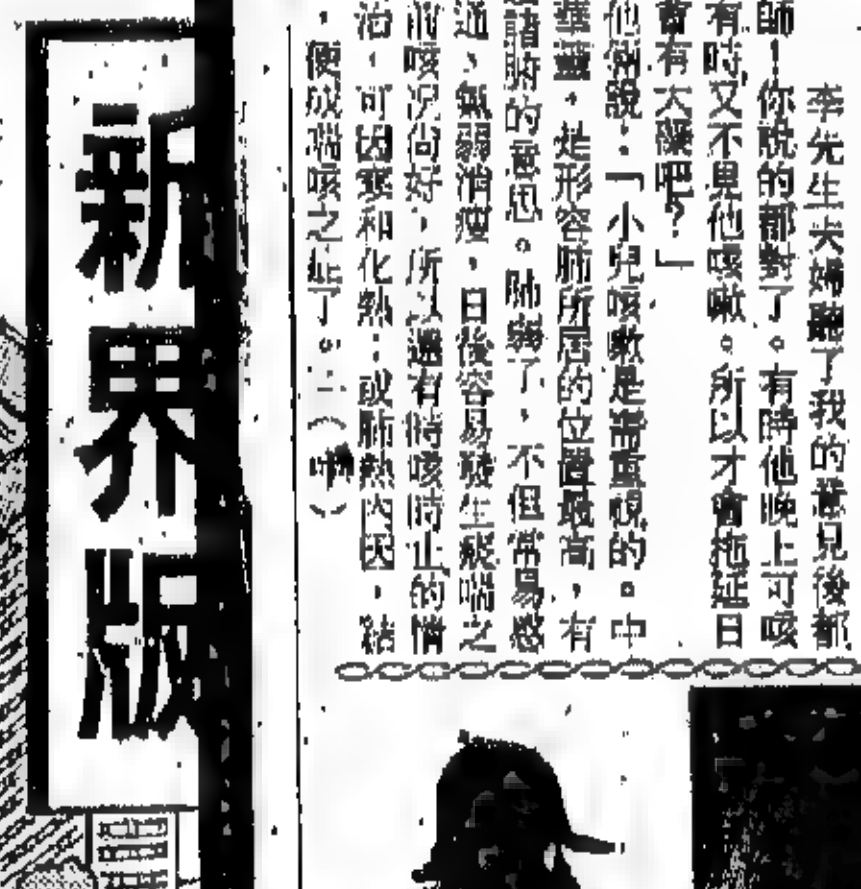 李先生夫婦聽了我的意見後都
師！你說的都對了。有時他晚上可咳
有時又不見他咳嗽。所以才會拖延日
會有大礙吧？」
他倆說：「小兒咳嗽是需重視的。中
華蓋，是形容肺所居的位置最高，有
諸肺的意思。肺弱了，不但常易感
通，氣弱消瘦，日後容易發生痰喘之
前咳況尚好，所以還有時咳時止的情
治，可因寒和化熱；或肺熱內因，結
，便成喘咳之症了。（中）
新界版